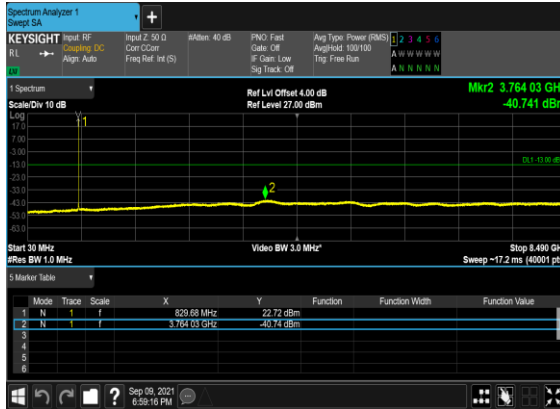 Spectrum Analyzer 1
Swept SA
+
KEYSIGHT Input: RF Input Z: 50 Ω #Atten: 40 dB PNO: Fast Avg Type: Power (RMS) 1 2 3 4 5 6
RL Coupling: DC Corr CCorr Gate: Off Avg|Hold: 100/100 A W W W W W
Align: Auto Freq Ref: Int (S) IF Gain: Low Trig: Free Run
Sig Track: Off A N N N N N
LU
1 Spectrum Ref Lvl Offset 4.00 dB Mkr2 3.764 03 GH
Scale/Div 10 dB Ref Level 27.00 dBm -40.741 dB
Log
17.0 1
7.00
-3.00
-13.0 DL1 -13.00 dB
-23.0
-33.0 2
-43.0
-53.0
-63.0
Start 30 MHz Video BW 3.0 MHz* Stop 8.490 GH
#Res BW 1.0 MHz Sweep ~17.2 ms (40001 pt
5 Marker Table
Mode Trace Scale X Y Function Function Width Function Value
1 N 1 f 829.68 MHz 22.72 dBm
2 N 1 f 3.764 03 GHz -40.74 dBm
3
4
5
6
? Sep 09, 2021
6:59:16 PM